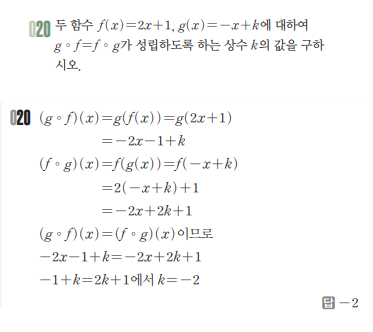 020 두 함수 f(x)=2x+1, g(x)=-x+k에 대하여
g∘f=f∘g가 성립하도록 하는 상수 k의 값을 구하
시오.
020 (g∘f)(x)=g(f(x))=g(2x+1)
=-2x-1+k
(f∘g)(x)=f(g(x))=f(-x+k)
=2(-x+k)+1
=-2x+2k+1
(g∘f)(x)=(f∘g)(x)이므로
-2x-1+k=-2x+2k+1
-1+k=2k+1에서 k=-2
답 -2